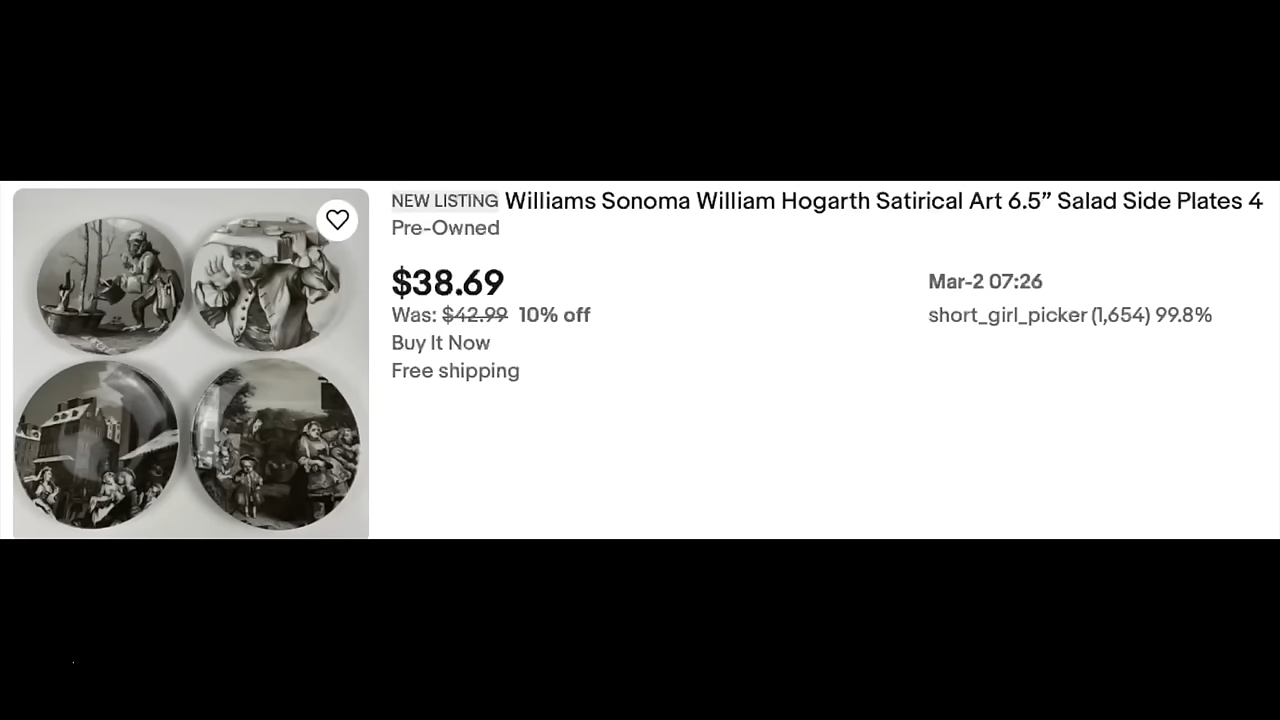 NEW LISTING Williams Sonoma William Hogarth Satirical Art 6.5” Salad Side Plates 4
Pre-Owned
$38.69
Was: $42.99 10% off
Buy It Now
Free shipping
Mar-2 07:26
short_girl_picker (1,654) 99.8%